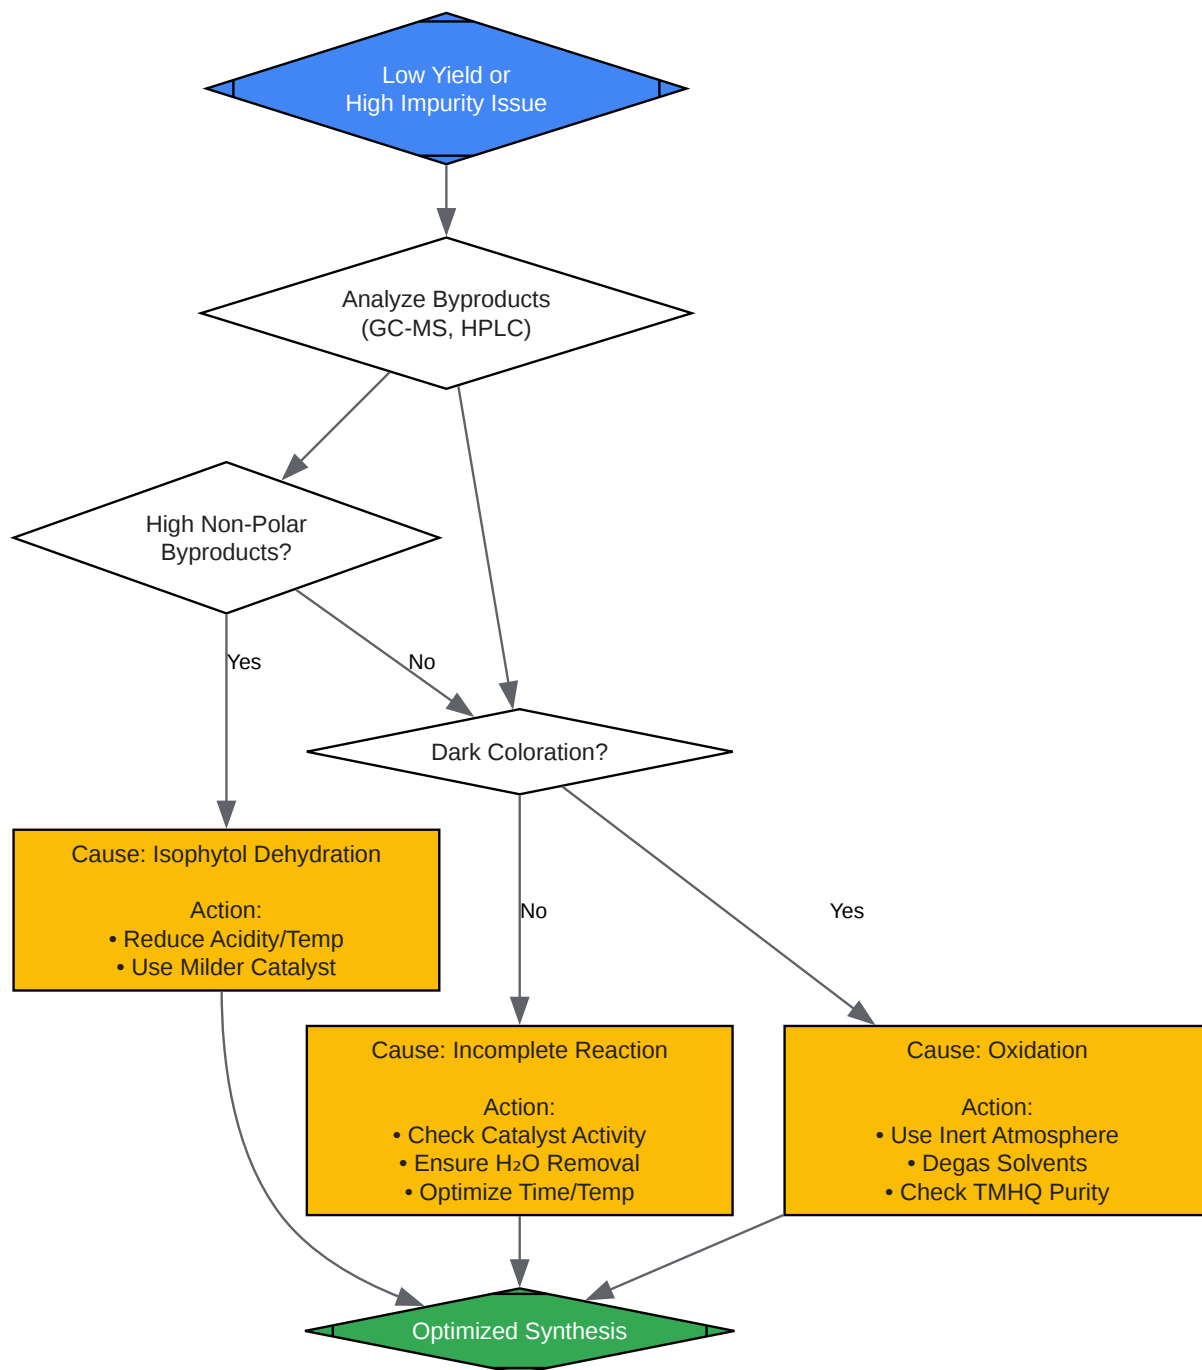 Low Yield or
High Impurity Issue
Analyze Byproducts
(GC-MS, HPLC)
High Non-Polar
Byproducts?
Yes
No
Dark Coloration?
Cause: Isophytol Dehydration
Action:
• Reduce Acidity/Temp
• Use Milder Catalyst
No
Yes
Cause: Incomplete Reaction
Action:
• Check Catalyst Activity
• Ensure H₂O Removal
• Optimize Time/Temp
Cause: Oxidation
Action:
• Use Inert Atmosphere
• Degas Solvents
• Check TMHQ Purity
Optimized Synthesis